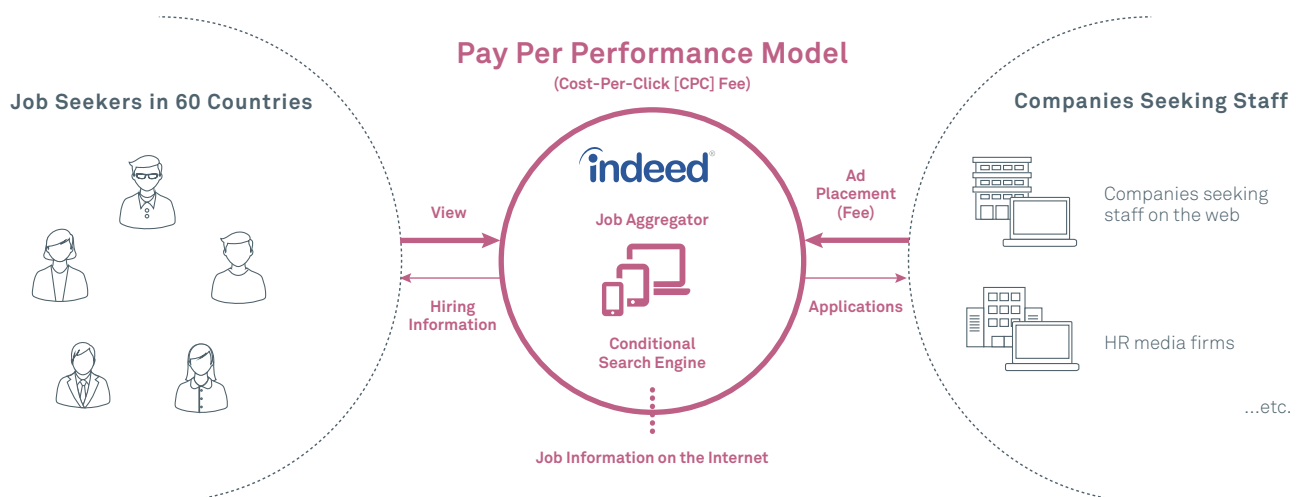 Pay Per Performance Model
(Cost-Per-Click [CPC] Fee)
Job Seekers in 60 Countries
View
Hiring
Information
indeed®
Job Aggregator
Conditional
Search Engine
Job Information on the Internet
Ad
Placement
(Fee)
Applications
Companies Seeking Staff
Companies seeking
staff on the web
HR media firms
...etc.